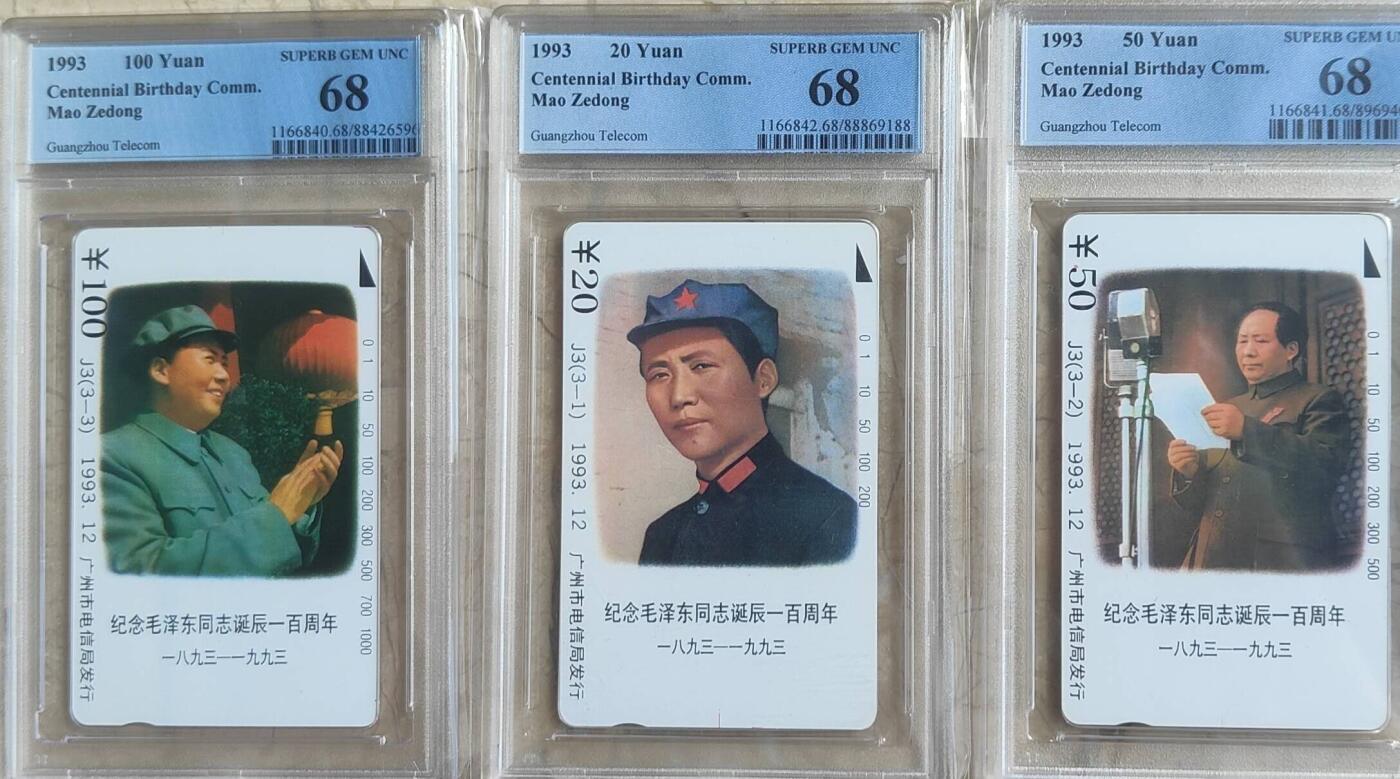 1993 100 Yuan SUPERB GEM UNC
Centennial Birthday Comm. 68
Mao Zedong
Guangzhou Telecom 1166840.68/88426596
¥100 J3(3—3) 1993. 12 广州市电信局发行
0 1 10 50 100 200 300 500 700 1000
纪念毛泽东同志诞辰一百周年
一八九三—一九九三
1993 20 Yuan SUPERB GEM UNC
Centennial Birthday Comm. 68
Mao Zedong
Guangzhou Telecom 1166842.68/88869188
¥20 J3(3—1) 1993. 12 广州市电信局发行
0 1 10 50 100 200
纪念毛泽东同志诞辰一百周年
一八九三—一九九三
1993 50 Yuan SUPERB GEM
Centennial Birthday Comm. 68
Mao Zedong
Guangzhou Telecom
¥50 J3(3—2) 1993. 12 广州市电信局发行
0 1 10 50 100 200 300 500
纪念毛泽东同志诞辰一百周年
一八九三—一九九三